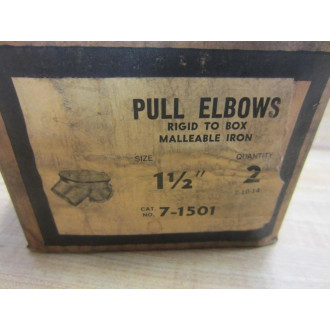 PULL ELBOWS
RIGID TO BOX
MALLEABLE IRON
SIZE QUANTITY
1½" 2
CAT. NO. 7-1501